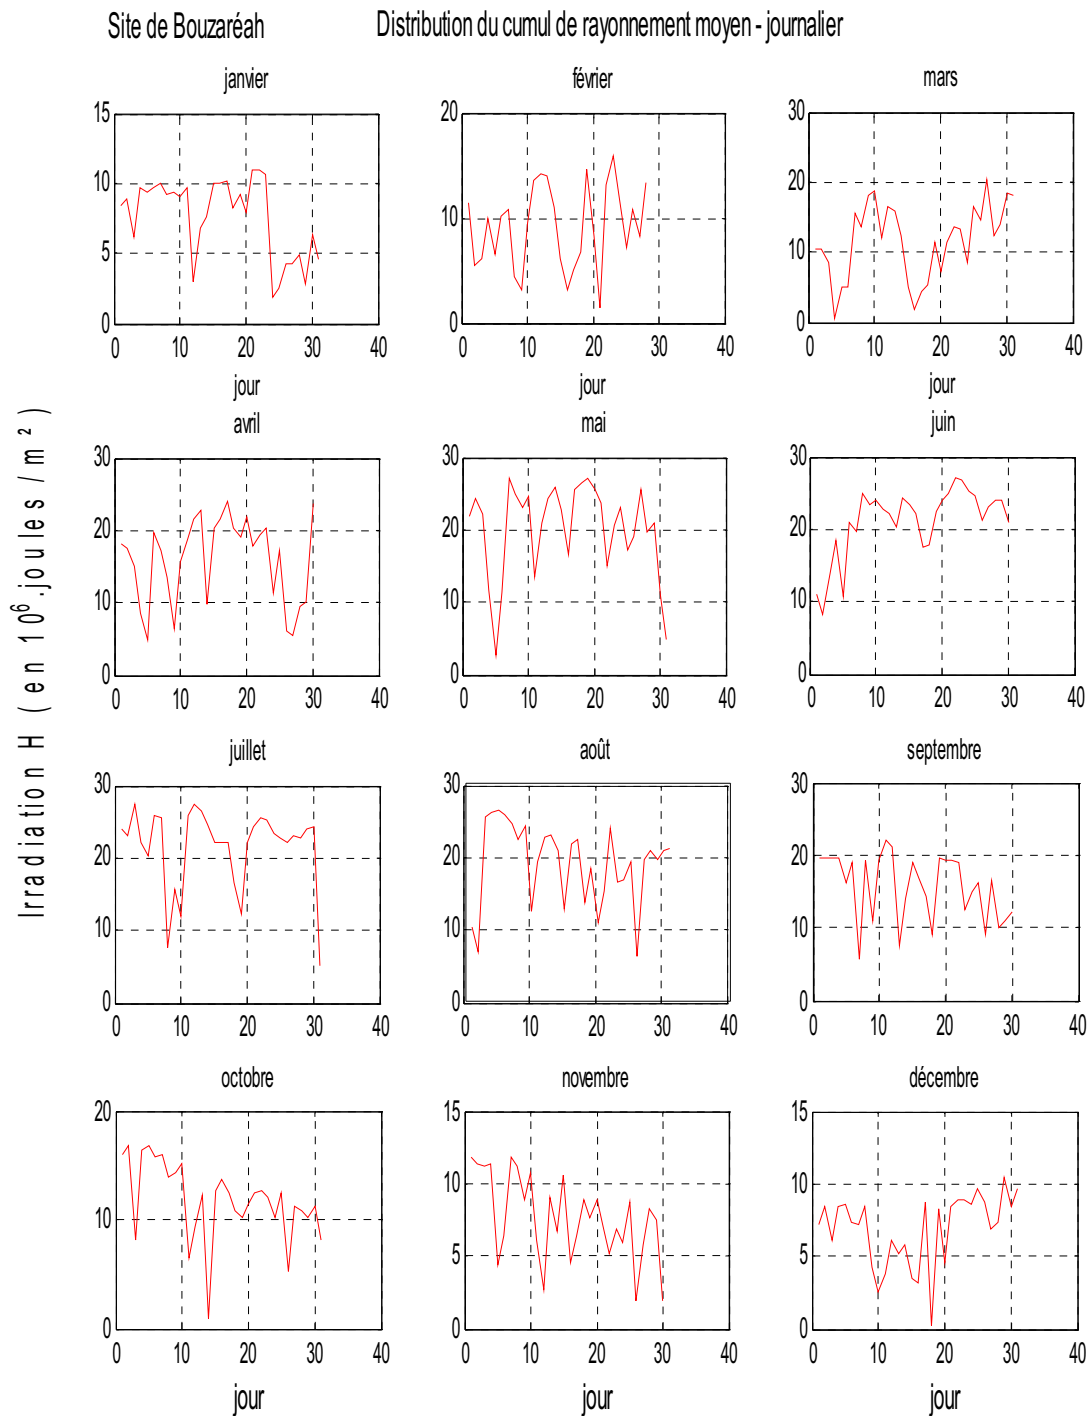 Site de Bouzaréah Distribution du cumul de rayonnement moyen - journalier
janvier février mars
15 20 30
10 10 20
5 0 10
0 0
0 10 20 30 40 0 10 20 30 40 0 10 20 30 40
jour jour jour
Irradiation H (en 10⁶.joules/m²)
avril mai juin
30 30 30
20 20 20
10 10 10
0 0 0
0 10 20 30 40 0 10 20 30 40 0 10 20 30 40
juillet août septembre
30 30 30
20 20 20
10 10 10
0 0 0
0 10 20 30 40 0 10 20 30 40 0 10 20 30 40
octobre novembre décembre
20 15 15
10 10 10
0 5 5
0 0
0 10 20 30 40 0 10 20 30 40 0 10 20 30 40
jour jour jour